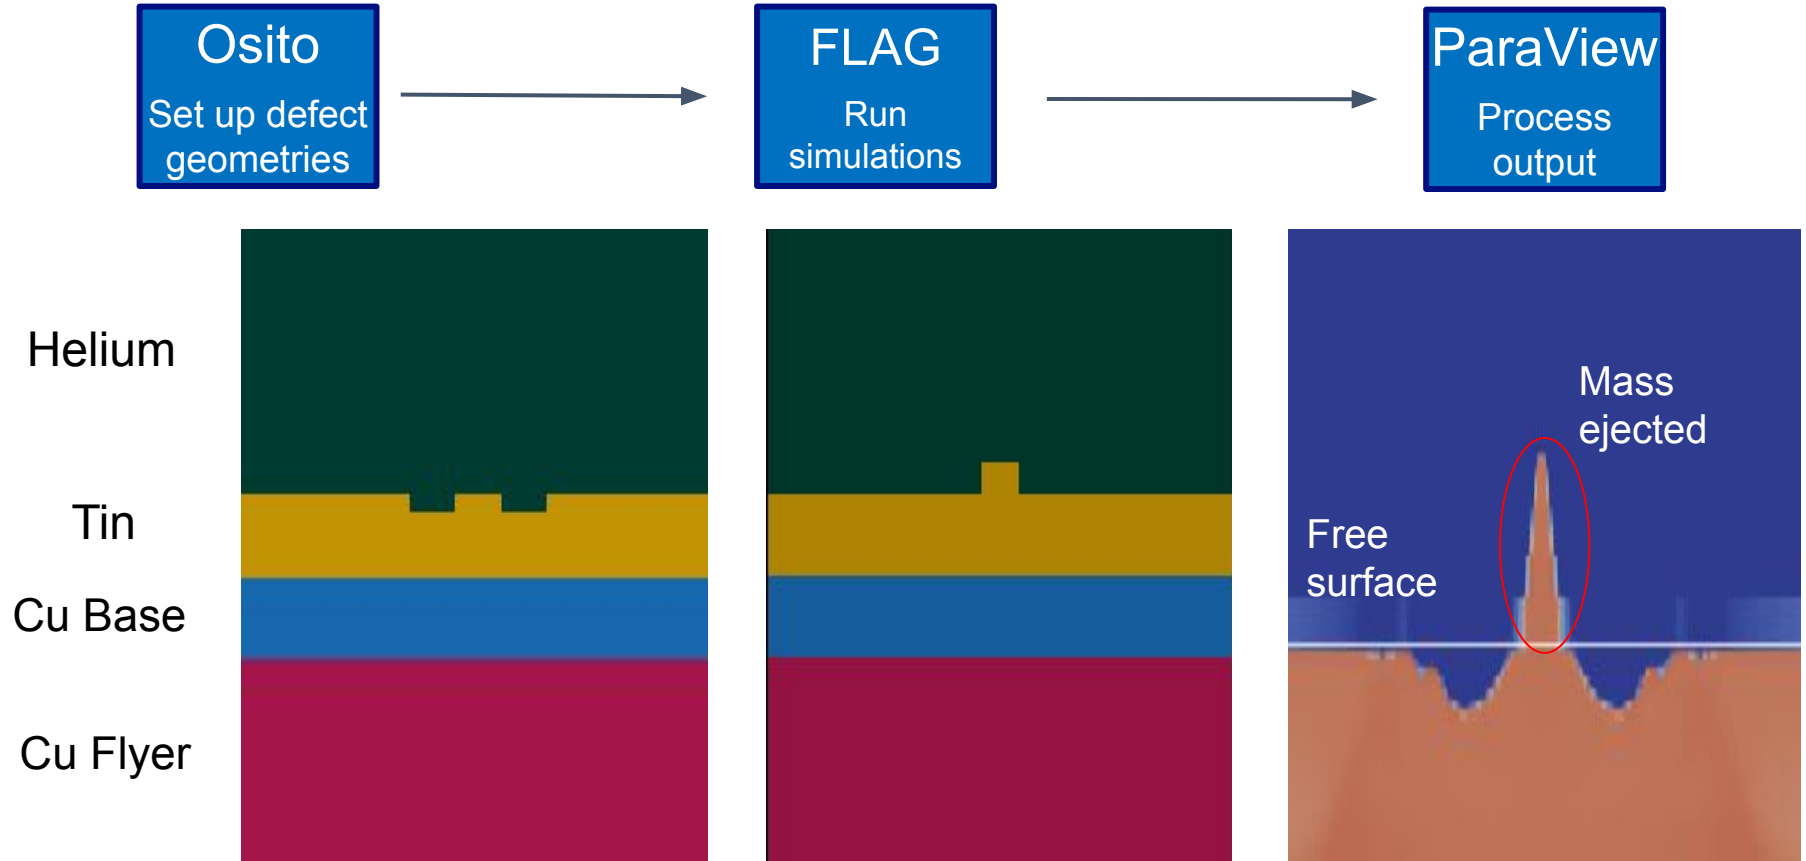 Osito
Set up defect
geometries
FLAG
Run
simulations
ParaView
Process
output
Helium
Tin
Cu Base
Cu Flyer
Mass
ejected
Free
surface